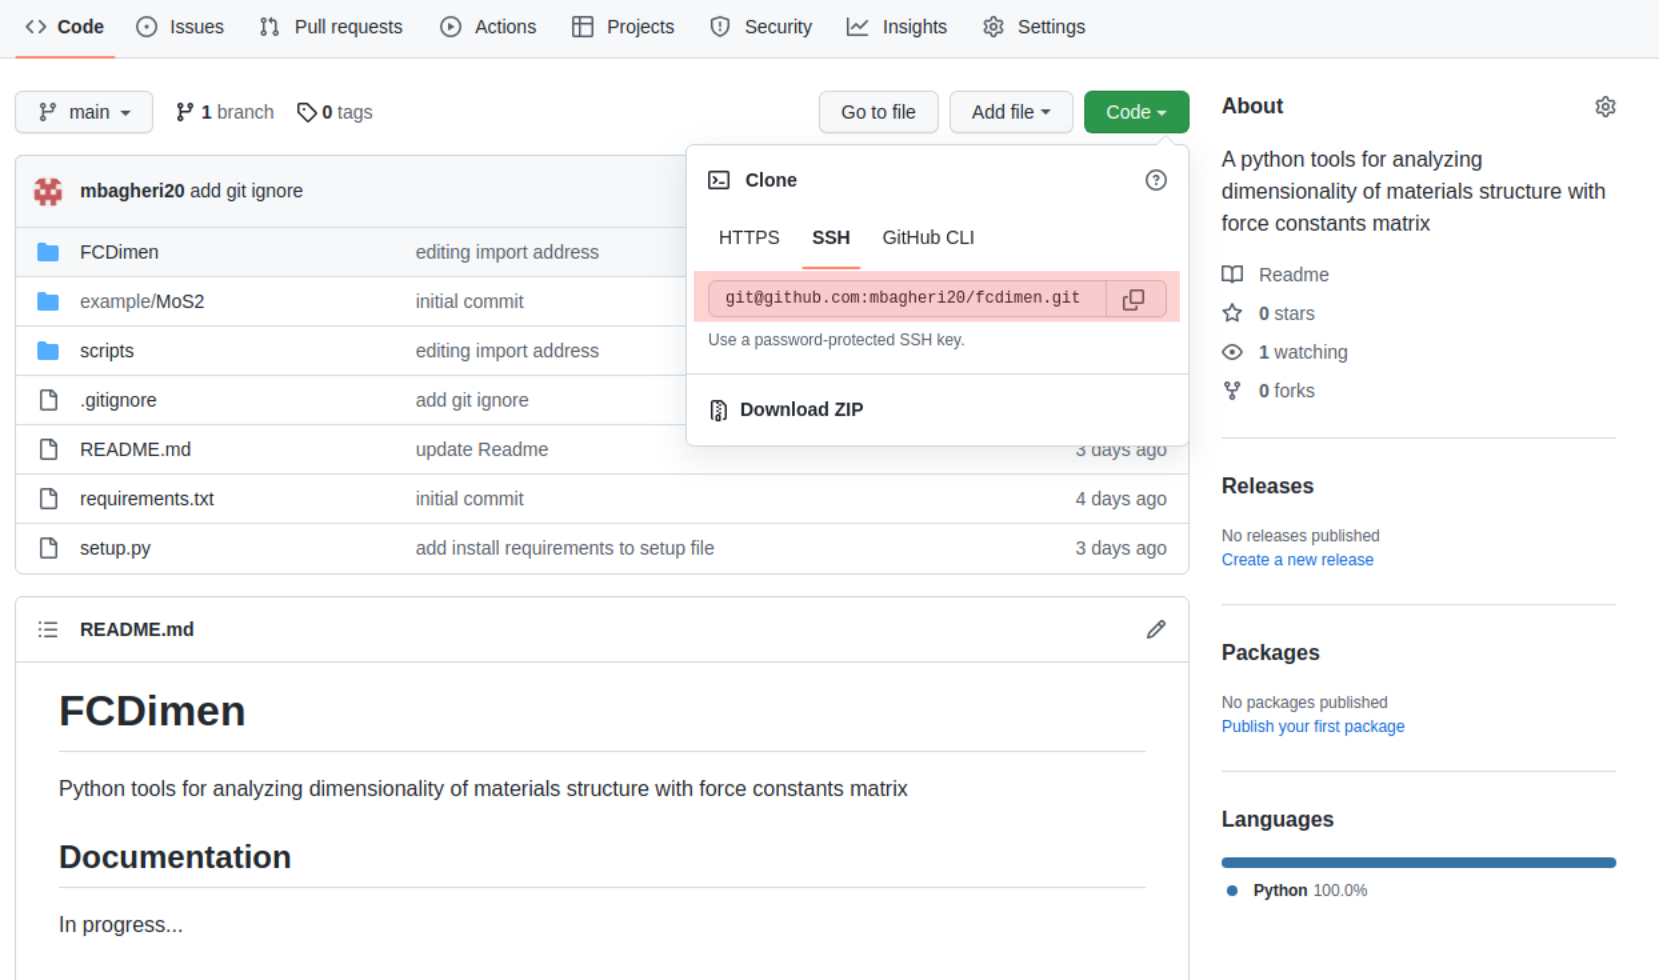 Code Issues Pull requests Actions Projects Security Insights Settings
main 1 branch 0 tags Go to file Add file Code
mbagheri20 add git ignore
Clone
HTTPS SSH GitHub CLI
git@github.com:mbagheri20/fcdimen.git
Use a password-protected SSH key.
Download ZIP
FCDimen editing import address
example/MoS2 initial commit
scripts editing import address
.gitignore add git ignore
README.md update Readme 3 days ago
requirements.txt initial commit 4 days ago
setup.py add install requirements to setup file 3 days ago
README.md
FCDimen
Python tools for analyzing dimensionality of materials structure with force constants matrix
Documentation
In progress...
About
A python tools for analyzing
dimensionality of materials structure with
force constants matrix
Readme
0 stars
1 watching
0 forks
Releases
No releases published
Create a new release
Packages
No packages published
Publish your first package
Languages
Python 100.0%